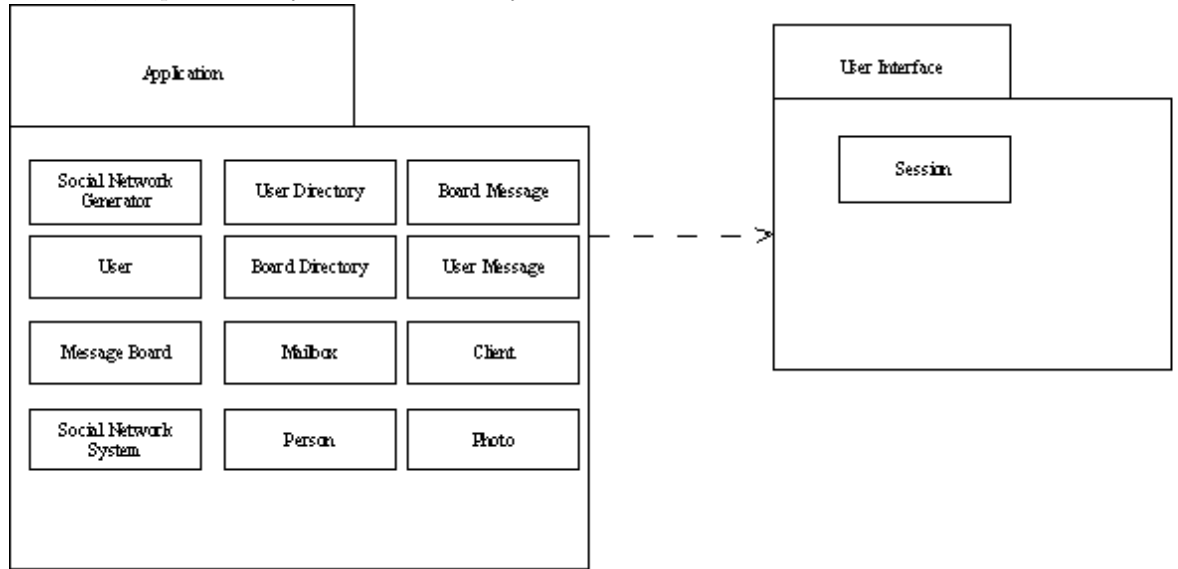 Application
User Interface
Social Network
Generator
User Directory
Board Message
Session
User
Board Directory
User Message
Message Board
Mailbox
Client
Social Network
System
Person
Photo